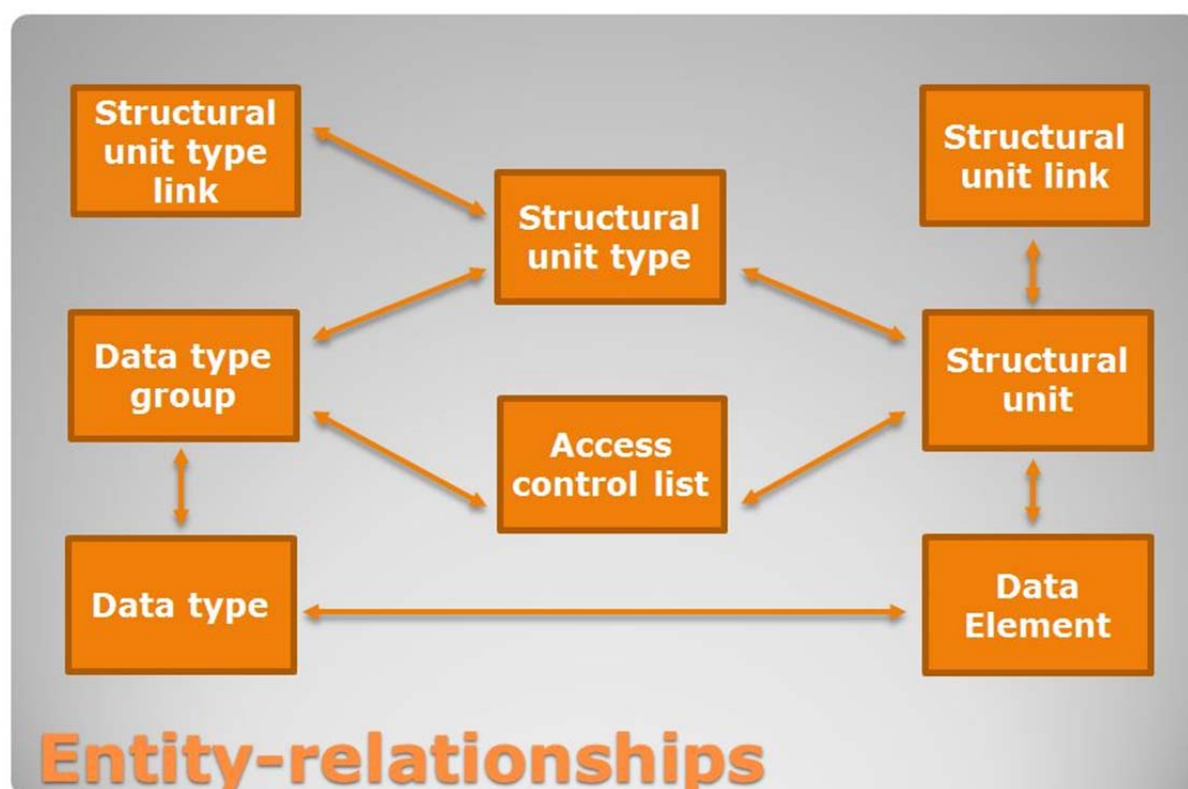 Structural
unit type
link
Structural
unit type
Structural
unit link
Data type
group
Access
control list
Structural
unit
Data type
Data
Element
Entity-relationships